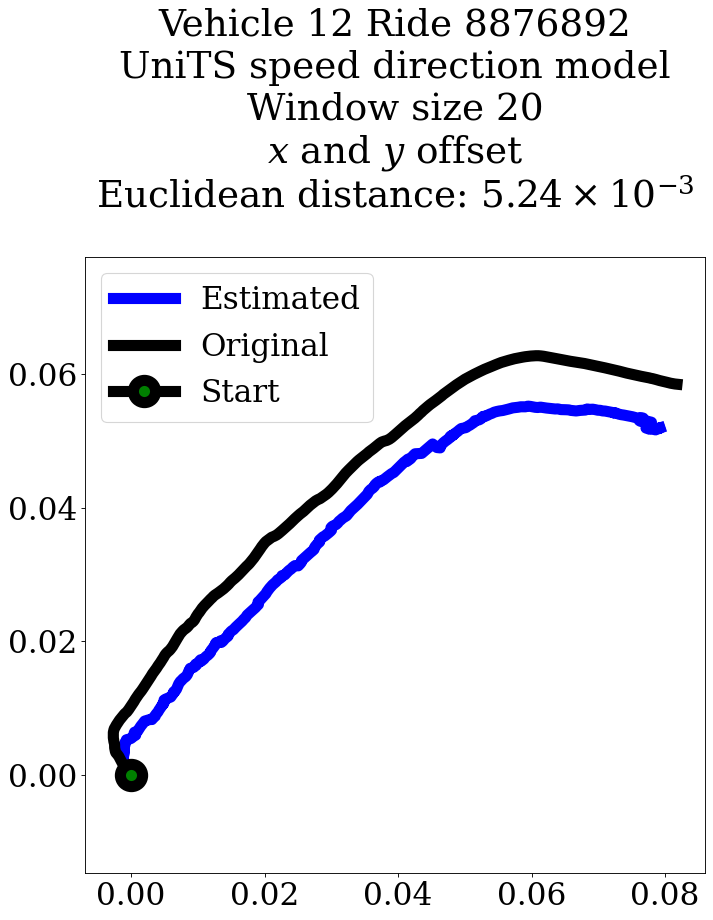 Vehicle 12 Ride 8876892
UniTS speed direction model
Window size 20
x and y offset
Euclidean distance: 5.24 × 10⁻³
Estimated
Original
Start
0.06
0.04
0.02
0.00
0.00 0.02 0.04 0.06 0.08